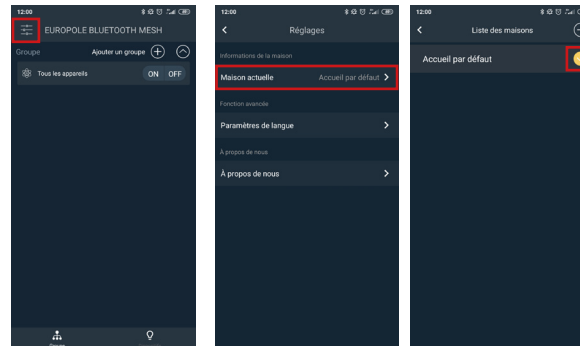 12:00
EUROPOLE BLUETOOTH MESH
Groupe
Ajouter un groupe
Tous les appareils
ON OFF
12:00
Réglages
Informations de la maison
Maison actuelle
Accueil par défaut
Fonction avancée
Paramètres de langue
À propos de nous
À propos de nous
12:00
Liste des maisons
Accueil par défaut